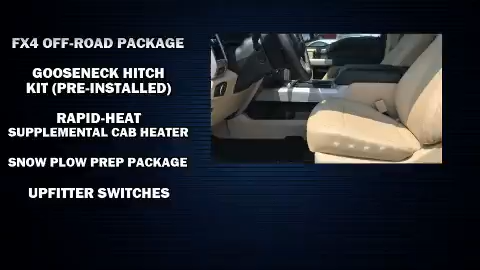 FX4 OFF-ROAD PACKAGE
GOOSENECK HITCH
KIT (PRE-INSTALLED)
RAPID-HEAT
SUPPLEMENTAL CAB HEATER
SNOW PLOW PREP PACKAGE
UPFITTER SWITCHES